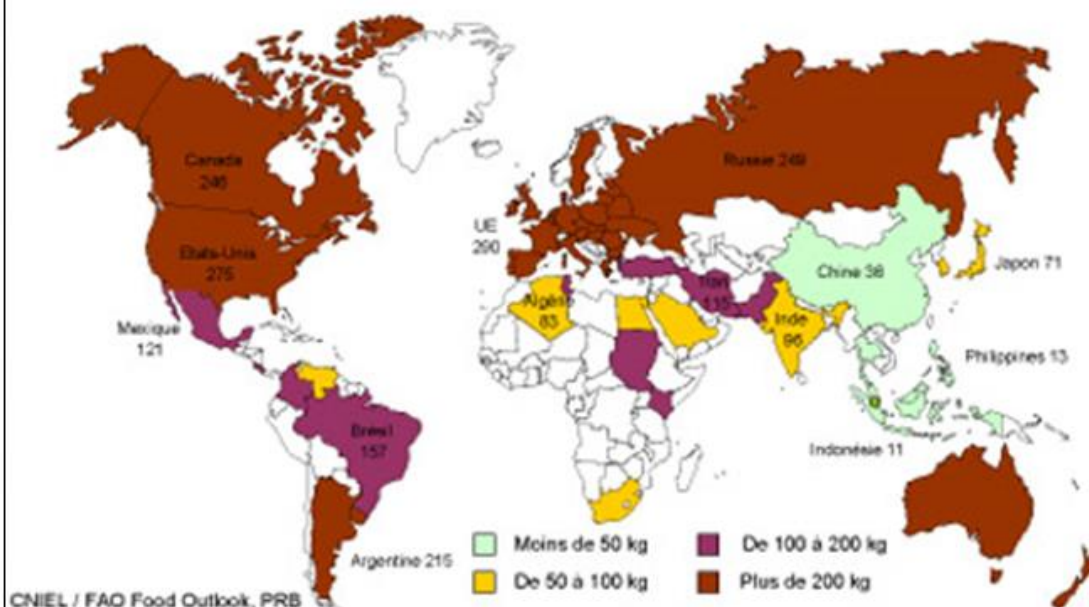 Canada
246
Russie 249
UE
290
Etats-Unis
275
Japon 71
Chine 38
Iran
115
Algérie
83
Inde
96
Mexique
121
Philippines 13
Brésil
157
Indonésie 11
Argentine 215
Moins de 50 kg
De 100 à 200 kg
De 50 à 100 kg
Plus de 200 kg
CNIEL / FAO Food Outlook, PRB